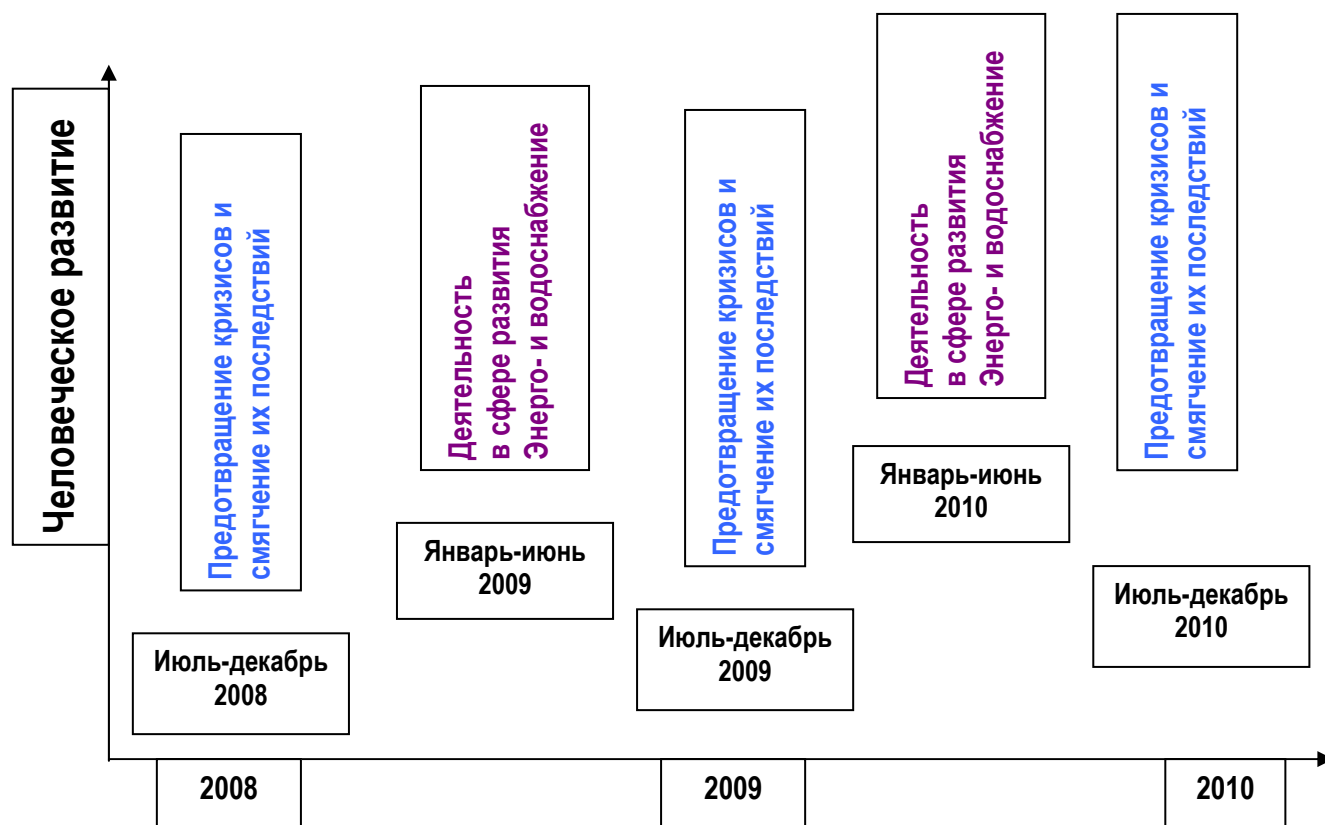 Человеческое развитие
Предотвращение кризисов и
смягчение их последствий
Июль-декабрь
2008
Деятельность
в сфере развития
Энерго- и водоснабжение
Январь-июнь
2009
Предотвращение кризисов и
смягчение их последствий
Июль-декабрь
2009
Деятельность
в сфере развития
Энерго- и водоснабжение
Январь-июнь
2010
Предотвращение кризисов и
смягчение их последствий
Июль-декабрь
2010
2008
2009
2010